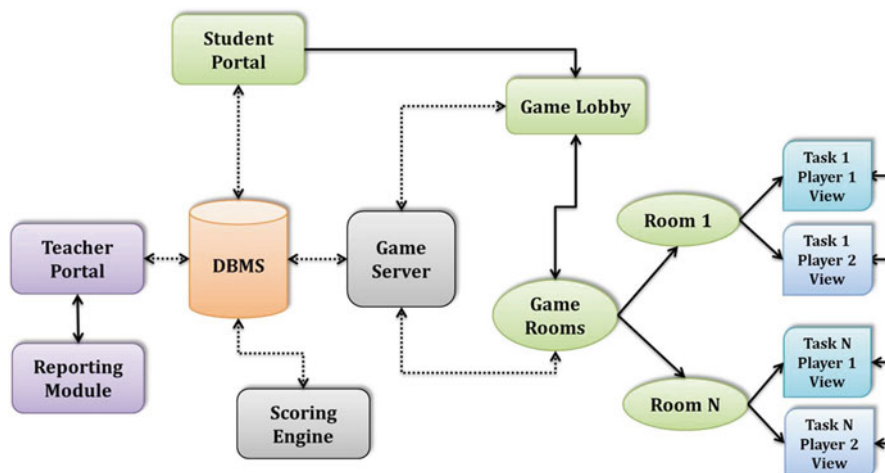 Student
Portal
Game Lobby
Task 1
Player 1
View
Room 1
Teacher
Portal
DBMS
Game
Server
Task 1
Player 2
View
Game
Rooms
Reporting
Module
Task N
Player 1
View
Scoring
Engine
Room N
Task N
Player 2
View